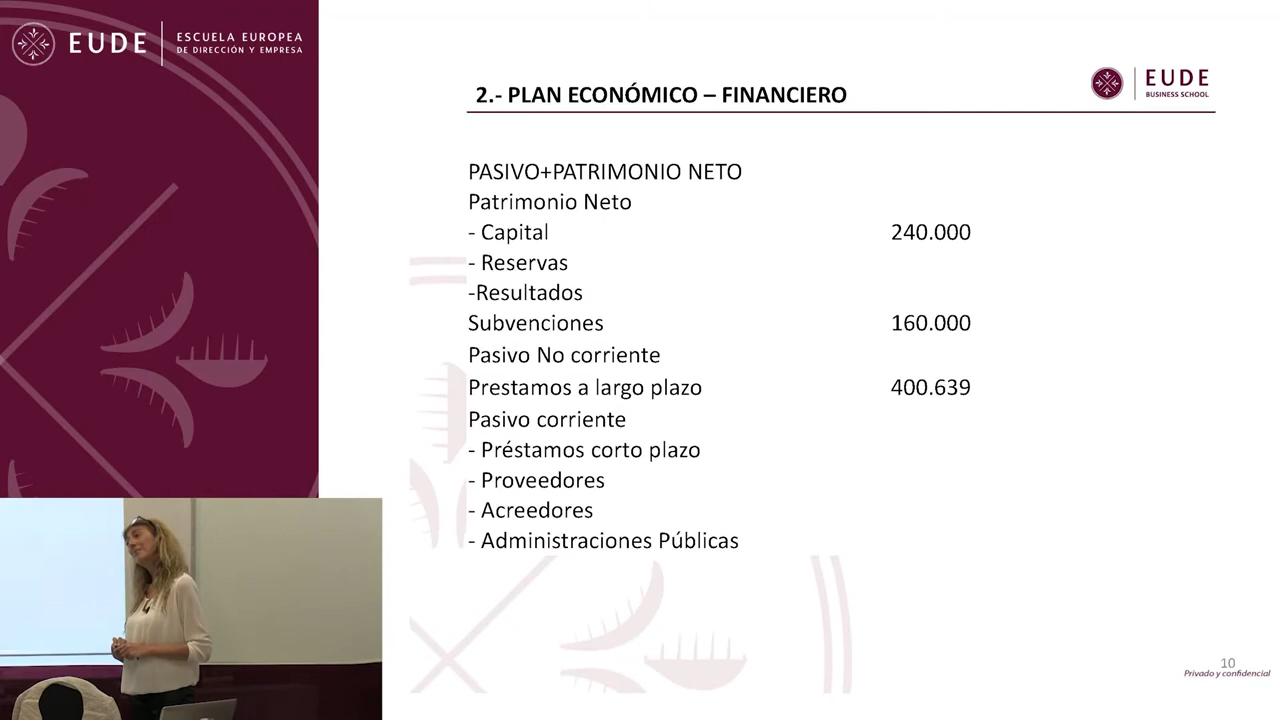 EUDE
ESCUELA EUROPEA
DE DIRECCIÓN Y EMPRESA
2.- PLAN ECONÓMICO – FINANCIERO
EUDE
BUSINESS SCHOOL
PASIVO+PATRIMONIO NETO
Patrimonio Neto
- Capital 240.000
- Reservas
-Resultados
Subvenciones 160.000
Pasivo No corriente
Prestamos a largo plazo 400.639
Pasivo corriente
- Préstamos corto plazo
- Proveedores
- Acreedores
- Administraciones Públicas
10
Privado y confidencial